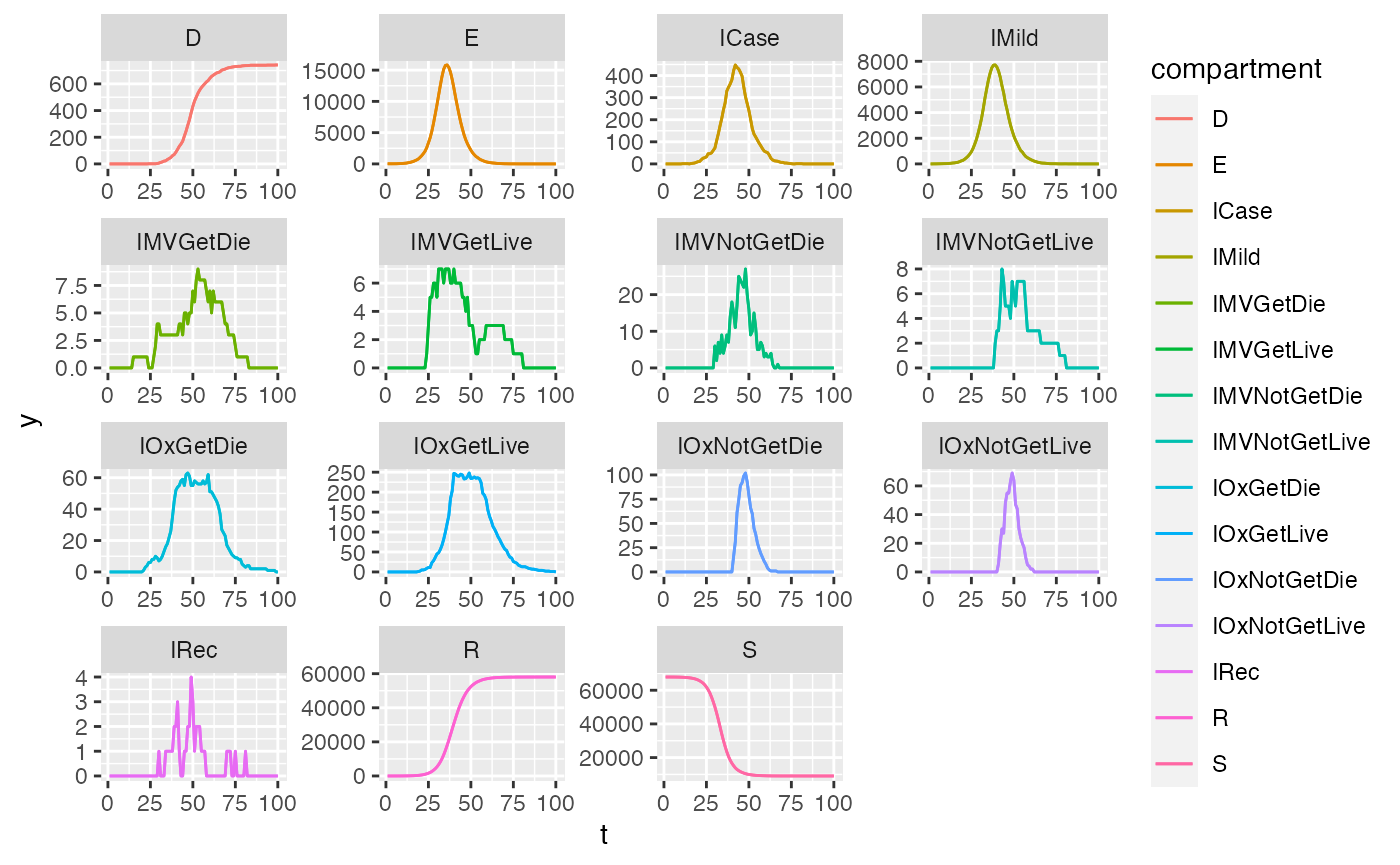 D E ICase IMild
600
400
200
0
15000
10000
5000
0
400
300
200
100
0
8000
6000
4000
2000
0
0 25 50 75 100 0 25 50 75 100 0 25 50 75 100 0 25 50 75 100
IMVGetDie IMVGetLive IMVNotGetDie IMVNotGetLive
7.5
5.0
2.5
0.0
6
4
2
0
20
10
0
8
6
4
2
0
0 25 50 75 100 0 25 50 75 100 0 25 50 75 100 0 25 50 75 100
IOxGetDie IOxGetLive IOxNotGetDie IOxNotGetLive
60
40
20
0
250
200
150
100
50
0
100
75
50
25
0
60
40
20
0
0 25 50 75 100 0 25 50 75 100 0 25 50 75 100 0 25 50 75 100
IRec R S
4
3
2
1
0
60000
40000
20000
0
60000
40000
20000
0 25 50 75 100 0 25 50 75 100 0 25 50 75 100
y
t
compartment
D
E
ICase
IMild
IMVGetDie
IMVGetLive
IMVNotGetDie
IMVNotGetLive
IOxGetDie
IOxGetLive
IOxNotGetDie
IOxNotGetLive
IRec
R
S